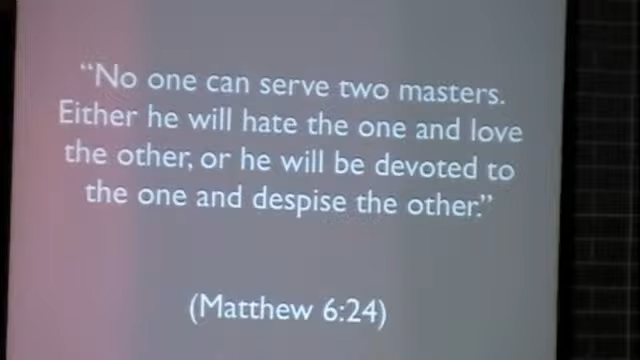 “No one can serve two masters.
Either he will hate the one and love
the other, or he will be devoted to
the one and despise the other.”
(Matthew 6:24)